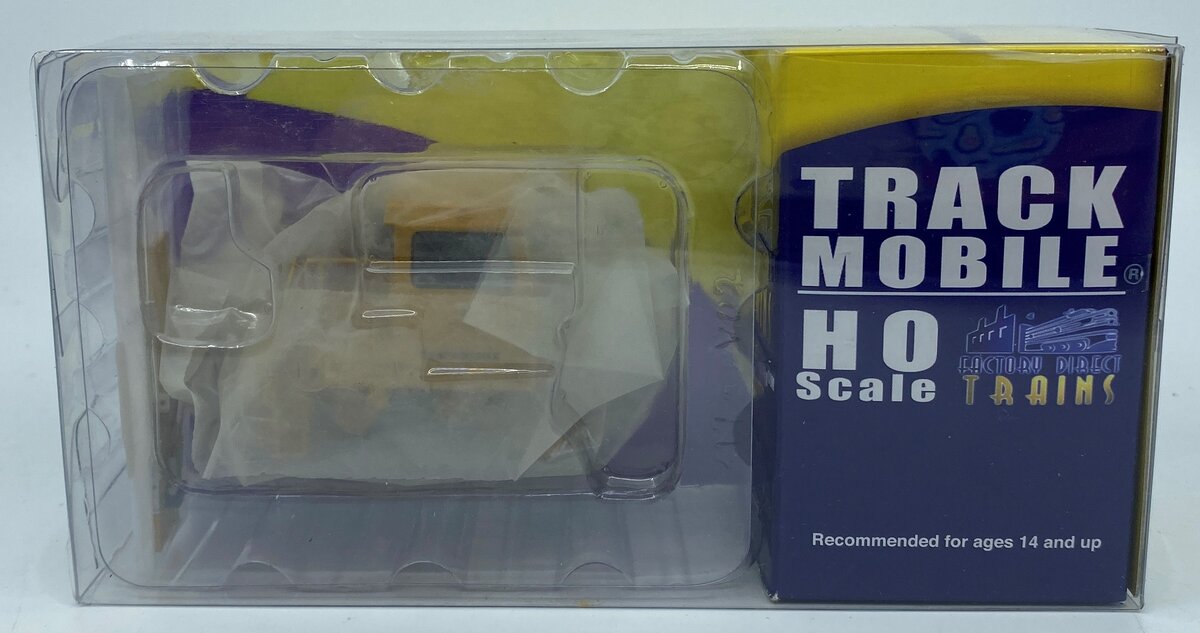 TRACK
MOBILE®
HO
Scale
FACTORY DIRECT
TRAINS
Recommended for ages 14 and up